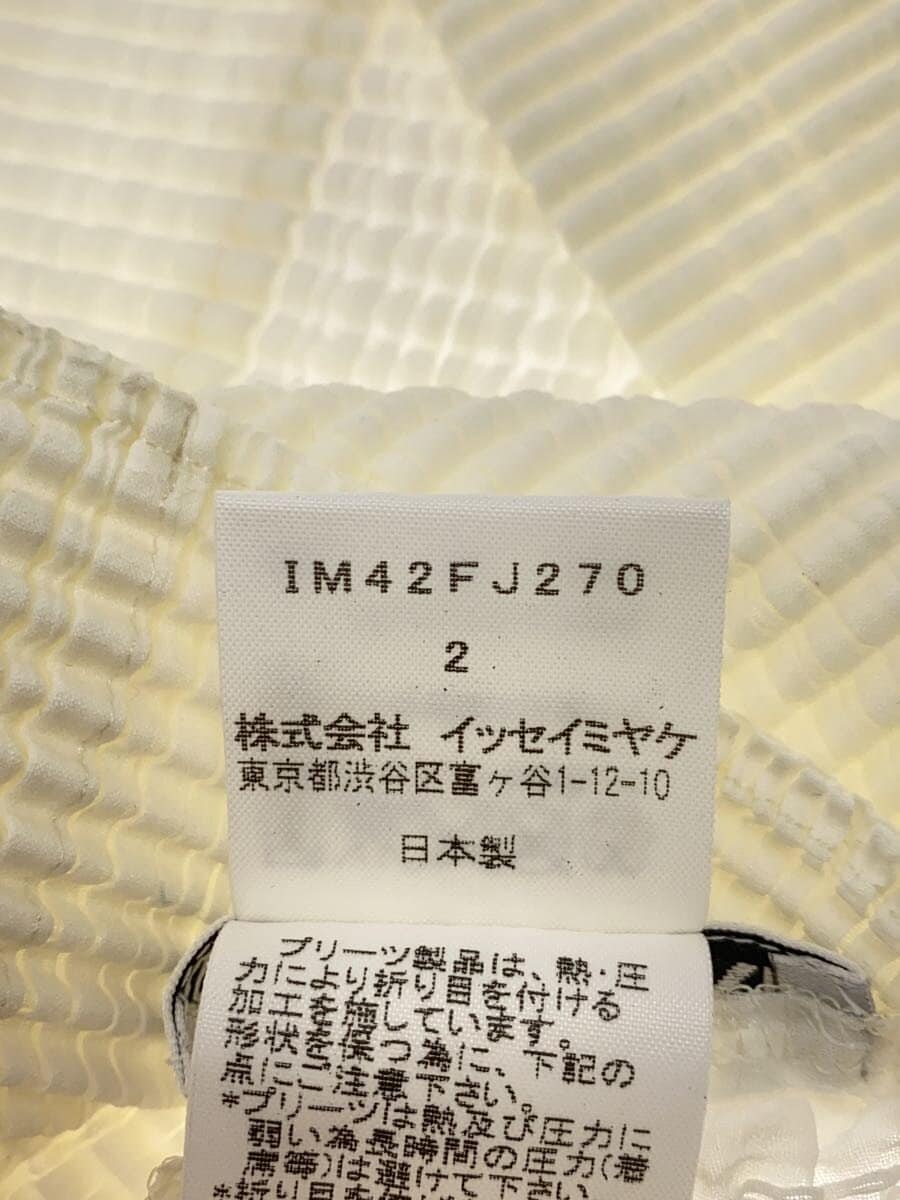 IM42FJ270
2
株式会社 イッセイミヤケ
東京都渋谷区富ヶ谷1-12-10
日本製
プリーツ製品は、熱・圧
力により折り目を付ける
加工を施しています。
形状を保つ為に、下記の
点にご注意下さい。
*プリーツは熱及び圧力に
弱い為長時間の圧力(着
席等)は避けて下さい